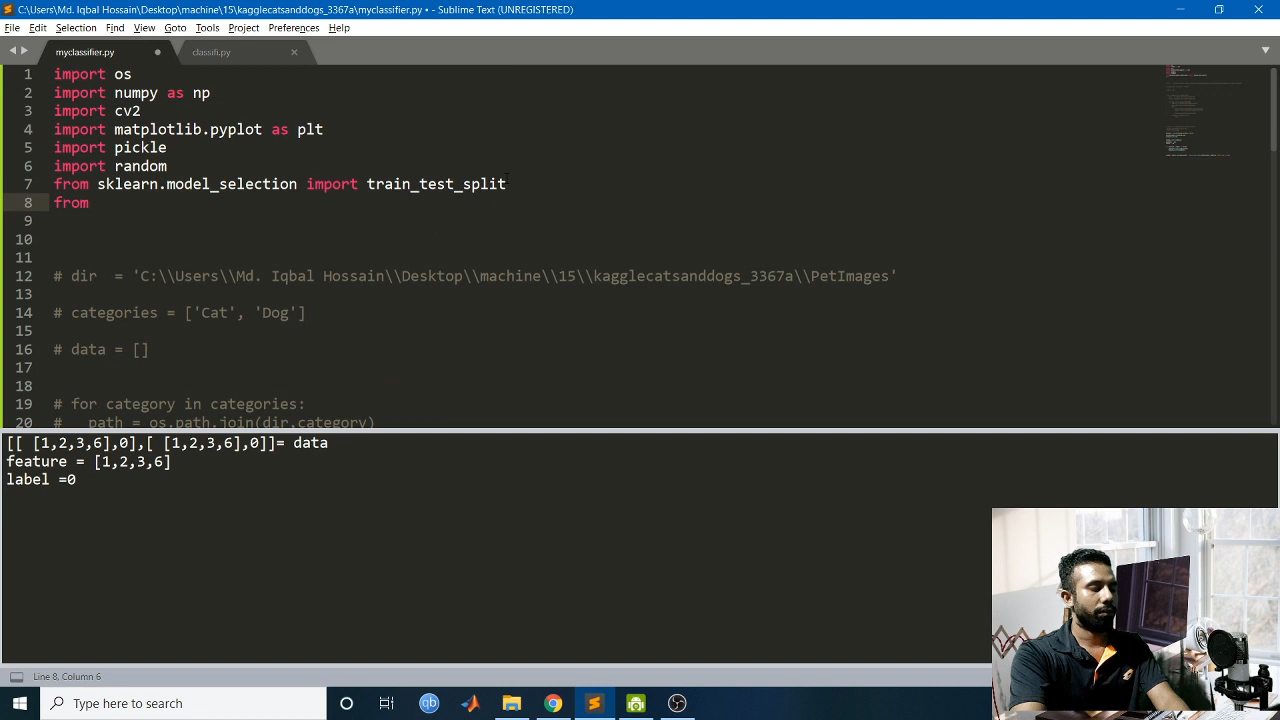 C:\Users\Md. Iqbal Hossain\Desktop\machine\15\kagglecatsanddogs_3367a\myclassifier.py • - Sublime Text (UNREGISTERED)
File Edit Selection Find View Goto Tools Project Preferences Help
myclassifier.py classifi.py
1 import os
2 import numpy as np
3 import cv2
4 import matplotlib.pyplot as plt
5 import pickle
6 import random
7 from sklearn.model_selection import train_test_split
8 from
9
10
11
12 # dir  = 'C:\\Users\\Md. Iqbal Hossain\\Desktop\\machine\\15\\kagglecatsanddogs_3367a\\PetImages'
13
14 # categories = ['Cat', 'Dog']
15
16 # data = []
17
18
19 # for category in categories:
20 #   path = os.path.join(dir,category)
[[ [1,2,3,6],0],[ [1,2,3,6],0]]= data
feature = [1,2,3,6]
label =0
Line 8, Column 6
Type here to search